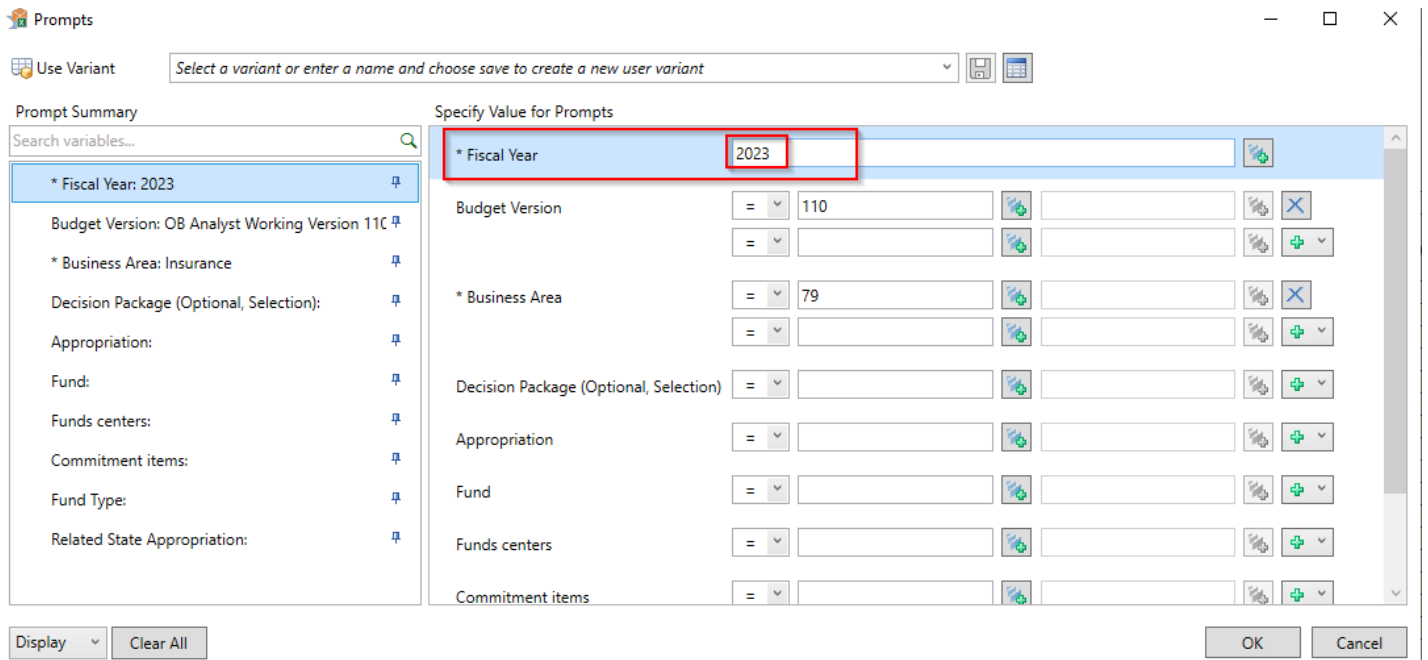 Prompts
Use Variant
Select a variant or enter a name and choose save to create a new user variant
Prompt Summary
Search variables...
* Fiscal Year: 2023
Budget Version: OB Analyst Working Version 110
* Business Area: Insurance
Decision Package (Optional, Selection):
Appropriation:
Fund:
Funds centers:
Commitment items:
Fund Type:
Related State Appropriation:
Specify Value for Prompts
* Fiscal Year 2023
Budget Version = 110
=
* Business Area = 79
=
Decision Package (Optional, Selection) =
Appropriation =
Fund =
Funds centers =
Commitment items =
Display Clear All OK Cancel